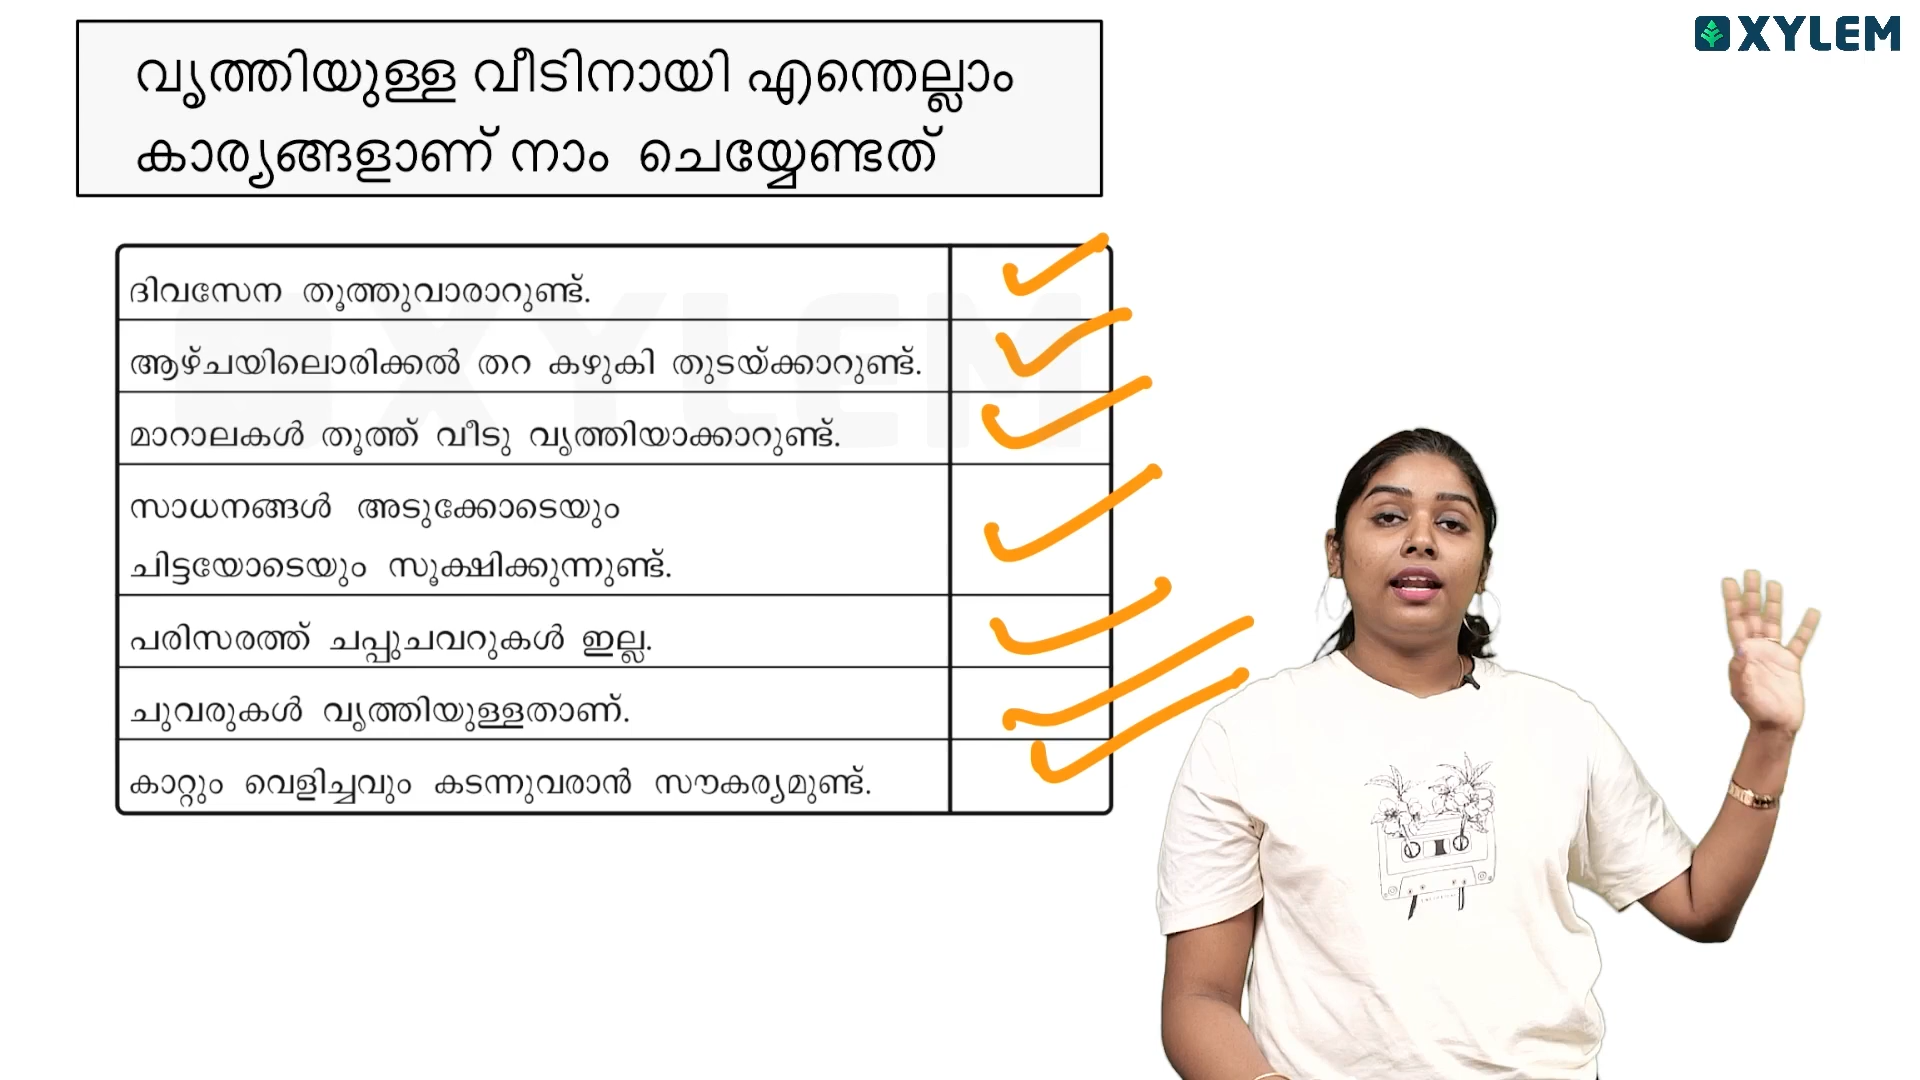 XYLEM
വൃത്തിയുള്ള വീടിനായി എന്തെല്ലാം
കാര്യങ്ങളാണ് നാം ചെയ്യേണ്ടത്
ദിവസേന തൂത്തുവാരാറുണ്ട്.
ആഴ്ചയിലൊരിക്കൽ തറ കഴുകി തുടയ്ക്കാറുണ്ട്.
മാറാലകൾ തൂത്ത് വീടു വൃത്തിയാക്കാറുണ്ട്.
സാധനങ്ങൾ അടുക്കോടെയും
ചിട്ടയോടെയും സൂക്ഷിക്കുന്നുണ്ട്.
പരിസരത്ത് ചപ്പുചവറുകൾ ഇല്ല.
ചുവരുകൾ വൃത്തിയുള്ളതാണ്.
കാറ്റും വെളിച്ചവും കടന്നുവരാൻ സൗകര്യമുണ്ട്.
XYLEM